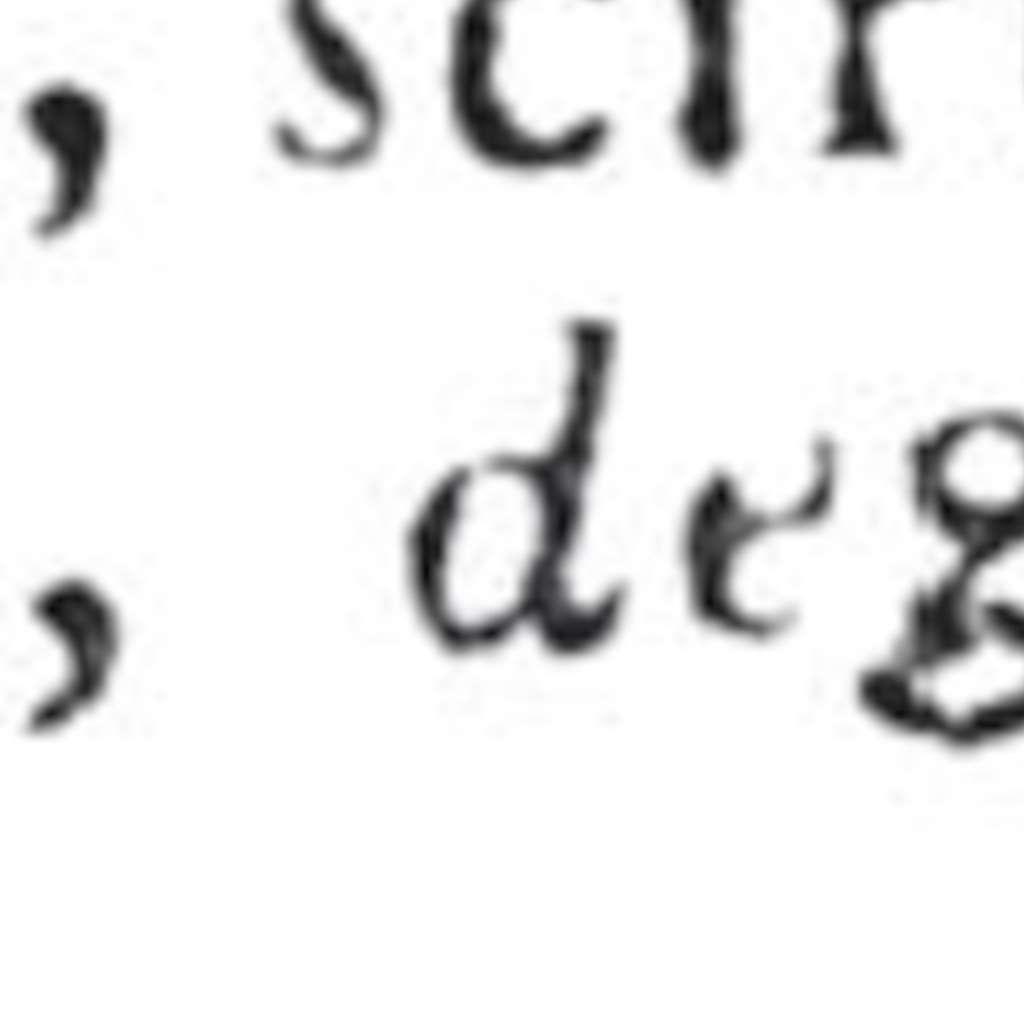 , scir
, deg